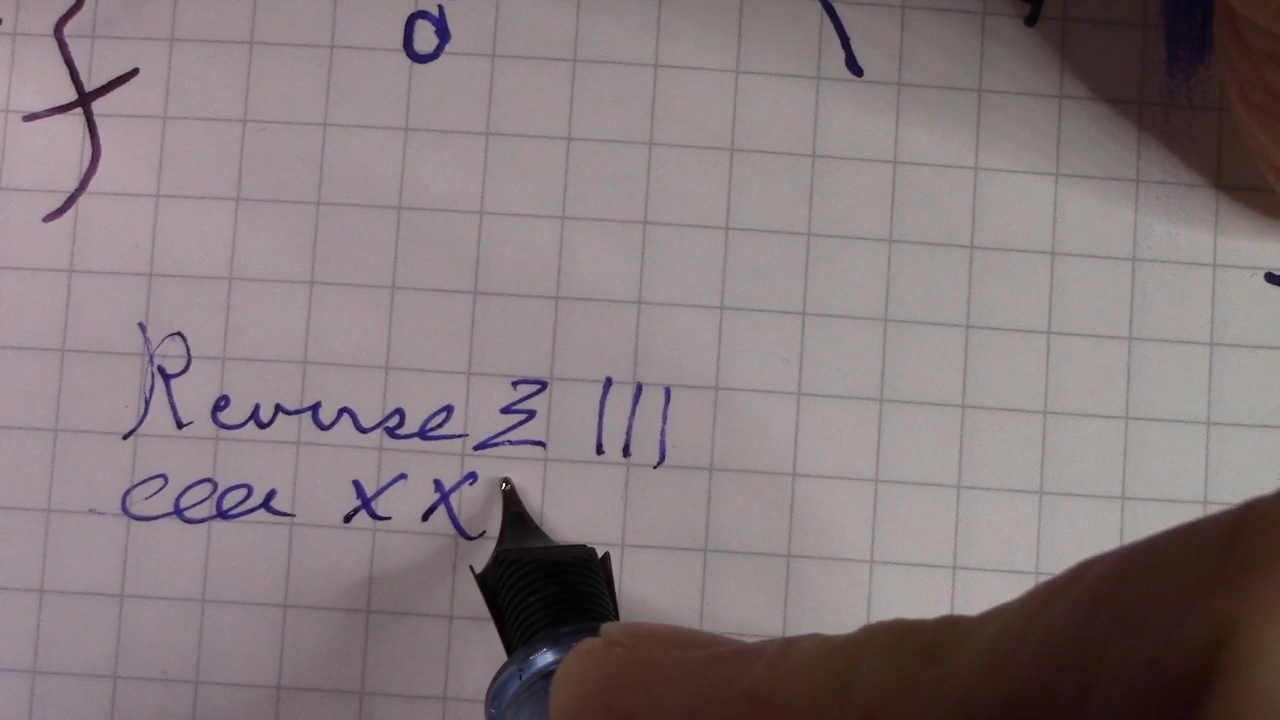 o
Reverse Σ |||
eeee x x